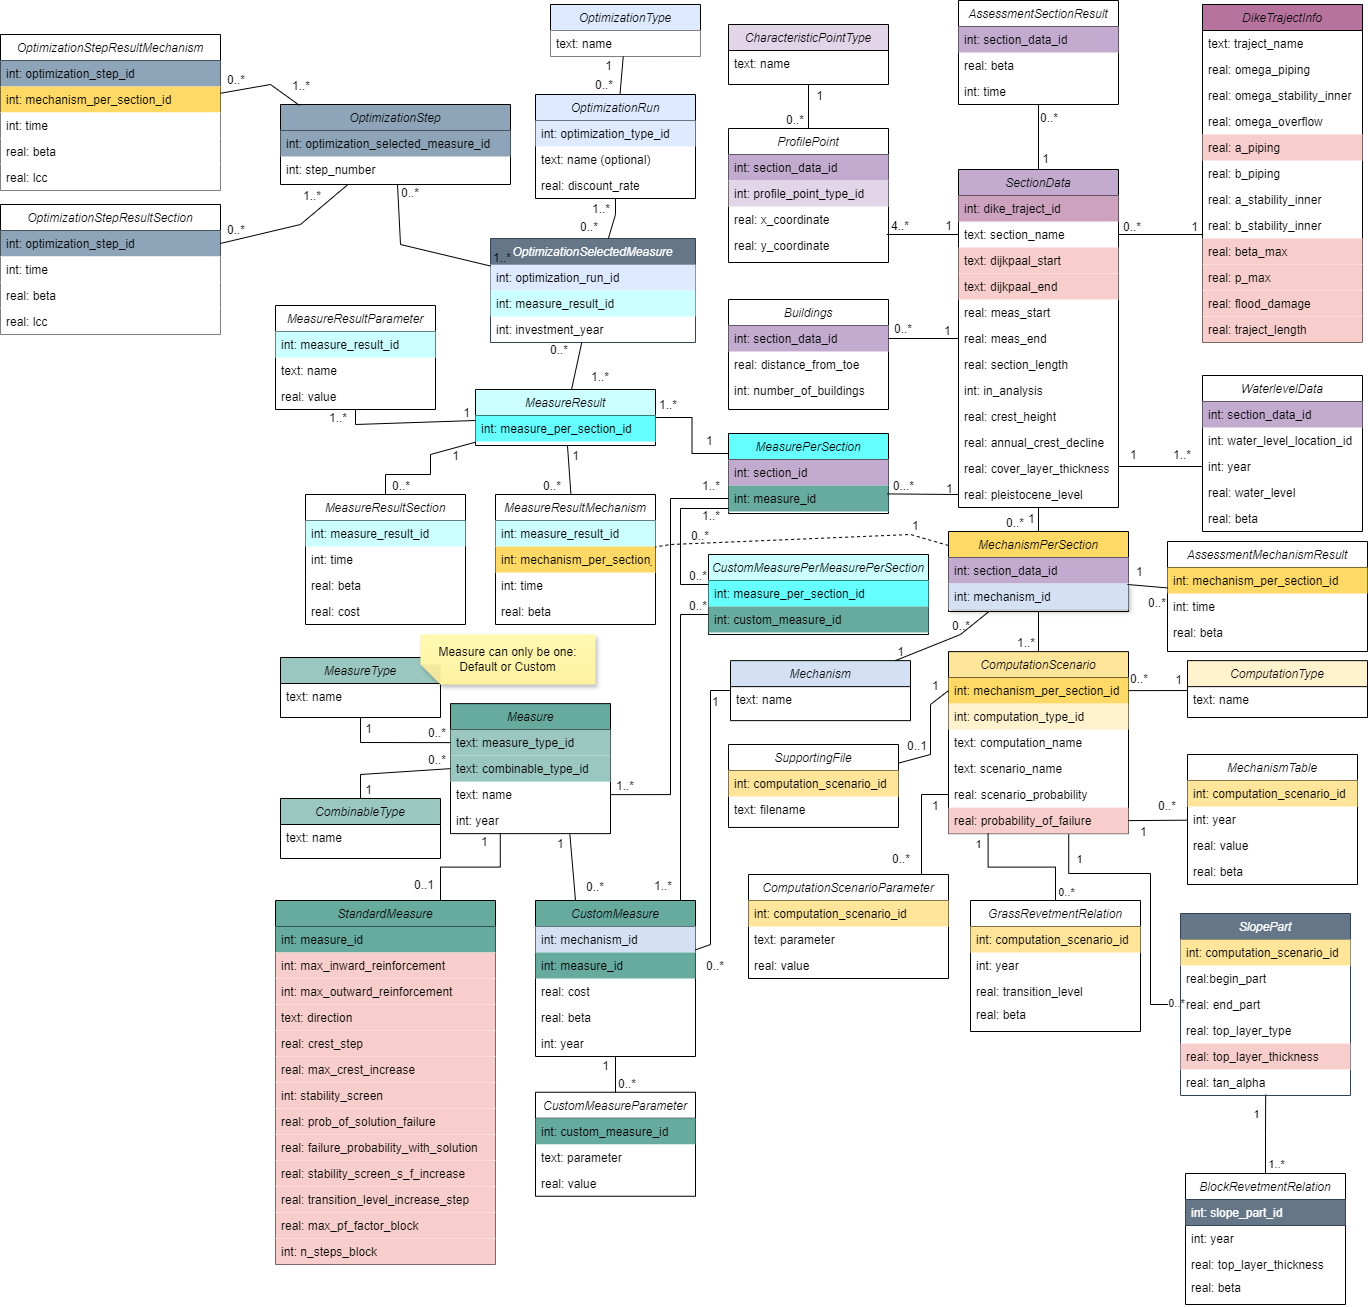 OptimizationStepResultMechanism
int: optimization_step_id
int: mechanism_per_section_id
int: time
real: beta
real: lcc
0..*
1..*
OptimizationStepResultSection
int: optimization_step_id
int: time
real: beta
real: lcc
0..*
1..*
OptimizationStep
int: optimization_selected_measure_id
int: step_number
0..*
1..*
OptimizationType
text: name
1
0..*
OptimizationRun
int: optimization_type_id
text: name (optional)
real: discount_rate
1..*
0..*
OptimizationSelectedMeasure
int: optimization_run_id
int: measure_result_id
int: investment_year
0..*
1..*
CharacteristicPointType
text: name
1
0..*
ProfilePoint
int: section_data_id
int: profile_point_type_id
real: x_coordinate
real: y_coordinate
4..*
1
AssessmentSectionResult
int: section_data_id
real: beta
int: time
0..*
1
SectionData
int: dike_traject_id
text: section_name
text: dijkpaal_start
text: dijkpaal_end
real: meas_start
real: meas_end
real: section_length
int: in_analysis
real: crest_height
real: annual_crest_decline
real: cover_layer_thickness
real: pleistocene_level
0..*
1
DikeTrajectInfo
text: traject_name
real: omega_piping
real: omega_stability_inner
real: omega_overflow
real: a_piping
real: b_piping
real: a_stability_inner
real: b_stability_inner
real: beta_max
real: p_max
real: flood_damage
real: traject_length
Buildings
int: section_data_id
real: distance_from_toe
int: number_of_buildings
0..*
1
WaterlevelData
int: section_data_id
int: water_level_location_id
int: year
real: water_level
real: beta
1
1..*
MeasureResultParameter
int: measure_result_id
text: name
real: value
1..*
1
MeasureResult
int: measure_per_section_id
1..*
1
1
1
MeasurePerSection
int: section_id
int: measure_id
0...*
1
1..*
1..*
MeasureResultSection
int: measure_result_id
int: time
real: beta
real: cost
0..*
MeasureResultMechanism
int: measure_result_id
int: mechanism_per_section_
int: time
real: beta
0..*
0..*
1
CustomMeasurePerMeasurePerSection
int: measure_per_section_id
int: custom_measure_id
0..*
0..*
0..*
1
MechanismPerSection
int: section_data_id
int: mechanism_id
1
0..*
0..*
1
1..*
AssessmentMechanismResult
int: mechanism_per_section_id
int: time
real: beta
Measure can only be one:
Default or Custom
MeasureType
text: name
1
0..*
CombinableType
text: name
1
0..*
Measure
text: measure_type_id
text: combinable_type_id
text: name
int: year
1..*
1
1
0..1
0..*
Mechanism
text: name
1
SupportingFile
int: computation_scenario_id
text: filename
0..1
1
ComputationScenario
int: mechanism_per_section_id
int: computation_type_id
text: computation_name
text: scenario_name
real: scenario_probability
real: probability_of_failure
0..*
1
ComputationType
text: name
MechanismTable
int: computation_scenario_id
int: year
real: value
real: beta
0..*
1
1
0..*
1
1
ComputationScenarioParameter
int: computation_scenario_id
text: parameter
real: value
GrassRevetmentRelation
int: computation_scenario_id
int: year
real: transition_level
real: beta
0..*
SlopePart
int: computation_scenario_id
real:begin_part
real: end_part
real: top_layer_type
real: top_layer_thickness
real: tan_alpha
0..*
1
1..*
BlockRevetmentRelation
int: slope_part_id
int: year
real: top_layer_thickness
real: beta
StandardMeasure
int: measure_id
int: max_inward_reinforcement
int: max_outward_reinforcement
text: direction
real: crest_step
real: max_crest_increase
int: stability_screen
real: prob_of_solution_failure
real: failure_probability_with_solution
real: stability_screen_s_f_increase
real: transition_level_increase_step
real: max_pf_factor_block
int: n_steps_block
CustomMeasure
int: mechanism_id
int: measure_id
real: cost
real: beta
int: year
1..*
0..*
1
0..*
CustomMeasureParameter
int: custom_measure_id
text: parameter
real: value